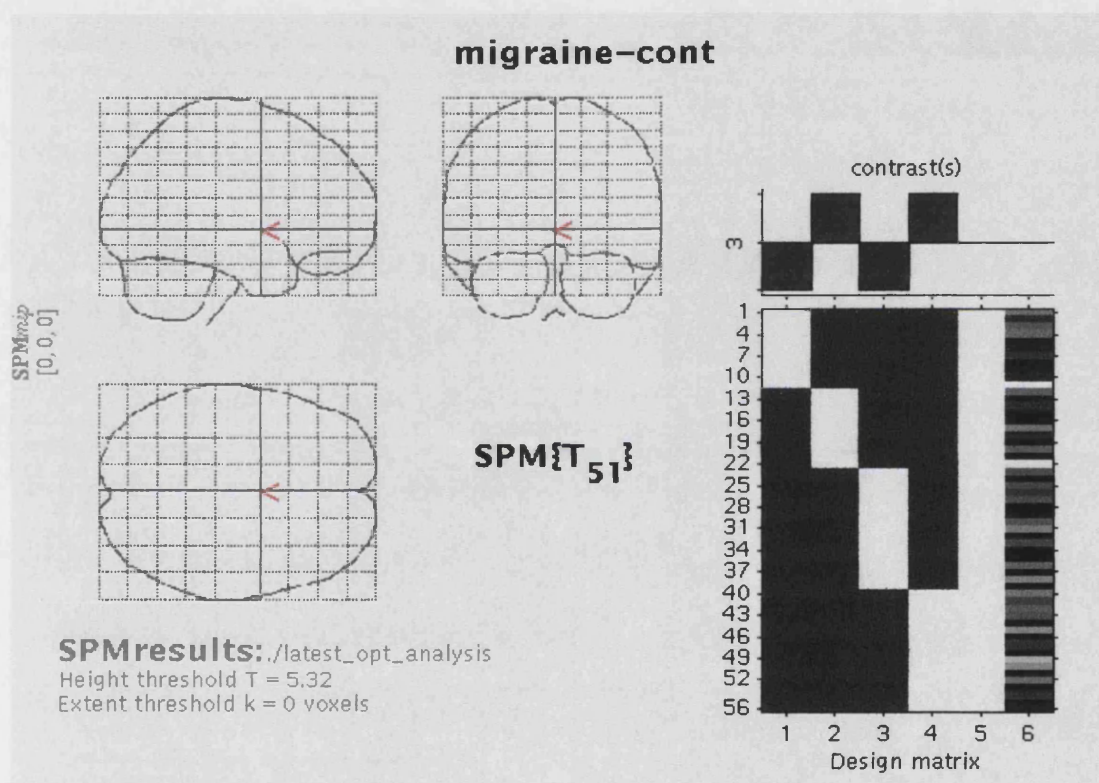 migraine-cont
SPMmip
[0, 0, 0]
SPM{T51}
SPMresults: ./latest_opt_analysis
Height threshold T = 5.32
Extent threshold k = 0 voxels
contrast(s)
3
1
4
7
10
13
16
19
22
25
28
31
34
37
40
43
46
49
52
56
1 2 3 4 5 6
Design matrix